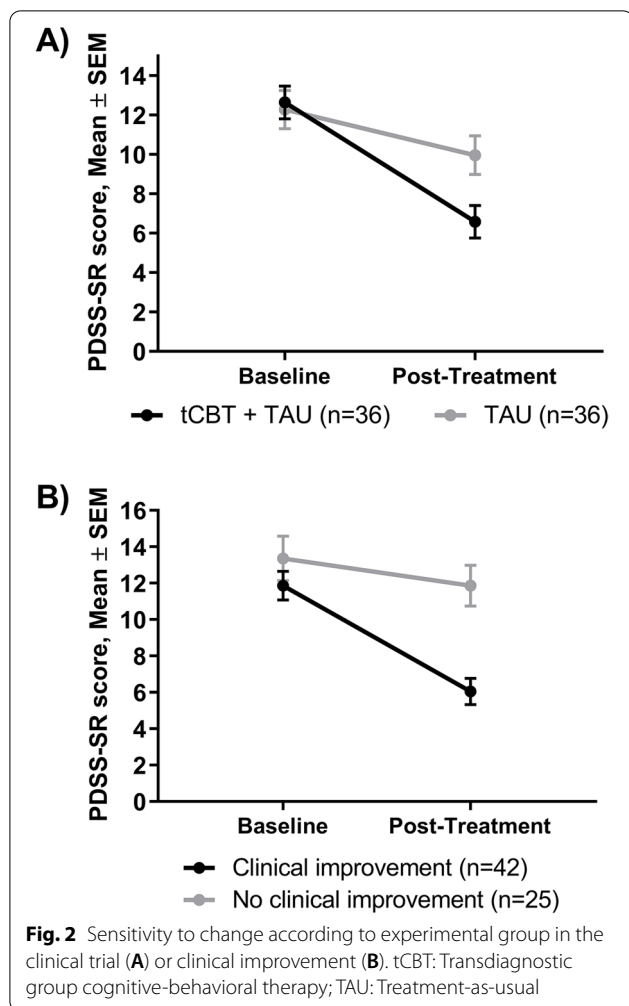 A)
PDSS-SR score, Mean ± SEM
14
12
10
8
6
4
2
0
Baseline Post-Treatment
tCBT + TAU (n=36) TAU (n=36)
B)
PDSS-SR score, Mean ± SEM
16
14
12
10
8
6
4
2
0
Baseline Post-Treatment
Clinical improvement (n=42)
No clinical improvement (n=25)
Fig. 2 Sensitivity to change according to experimental group in the
clinical trial (A) or clinical improvement (B). tCBT: Transdiagnostic
group cognitive-behavioral therapy; TAU: Treatment-as-usual